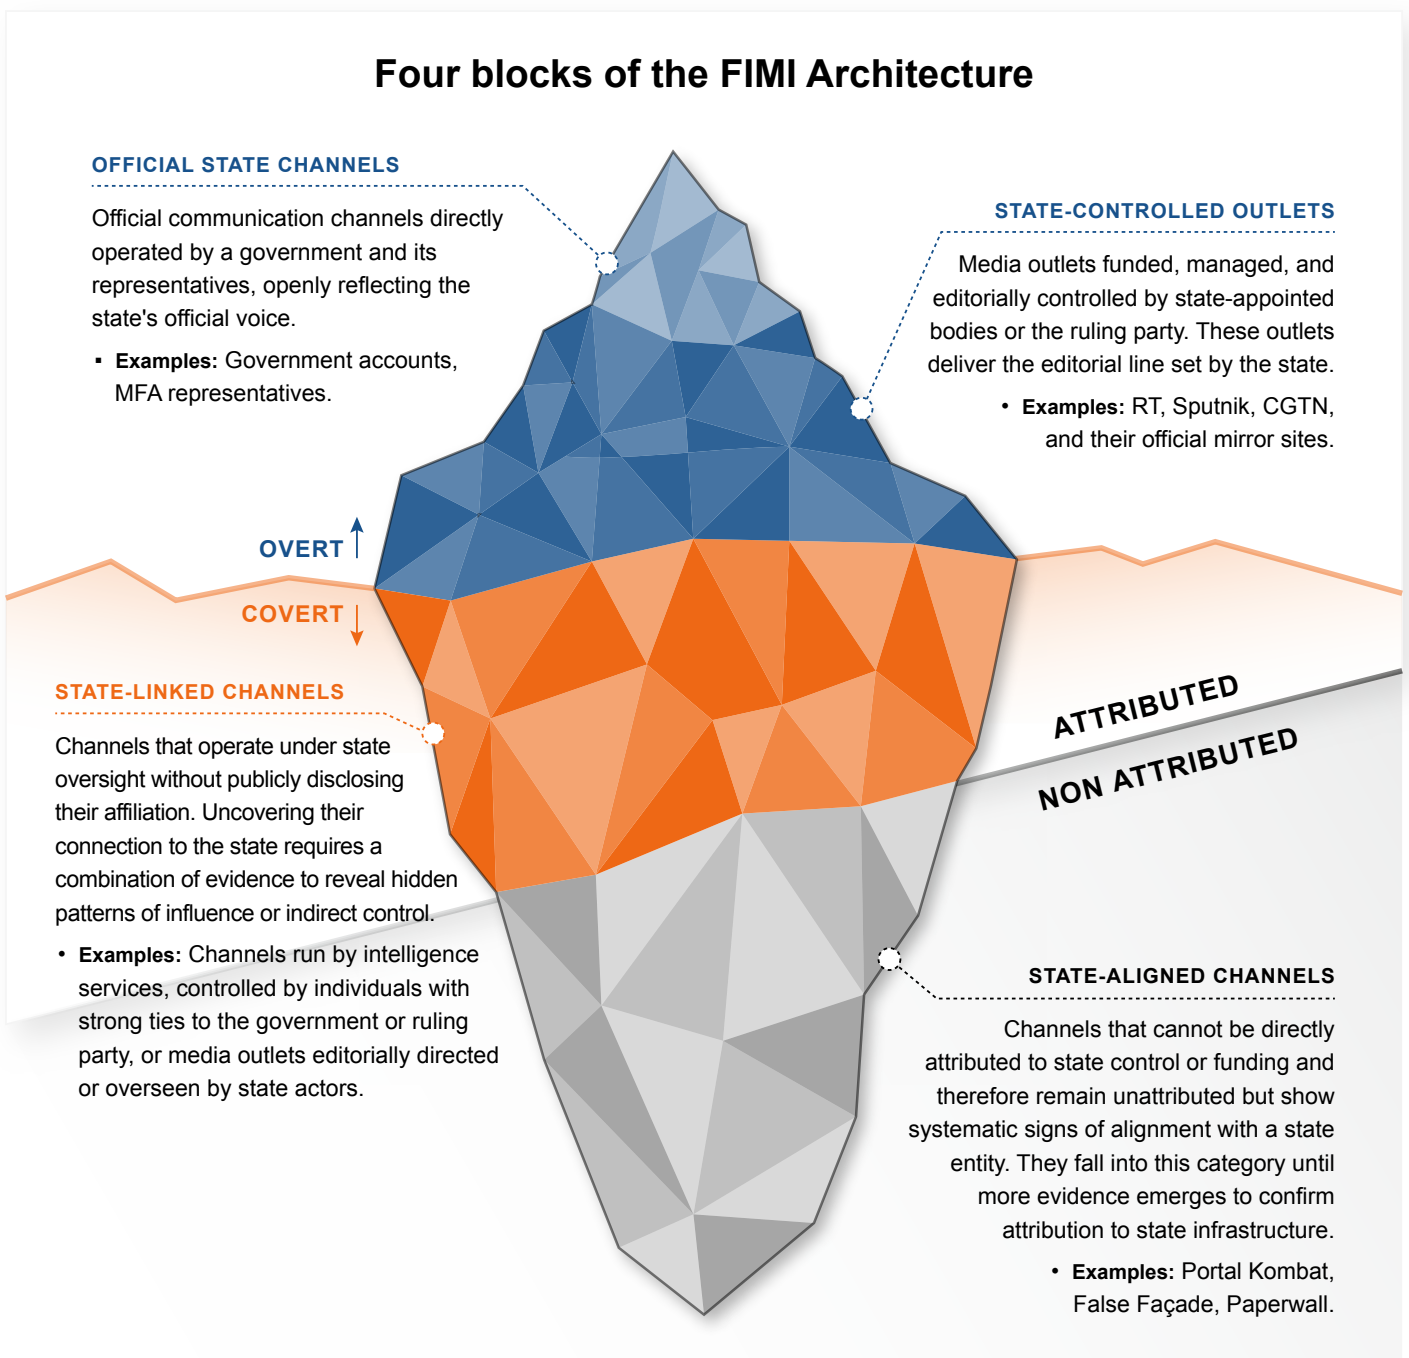 Four blocks of the FIMI Architecture
OFFICIAL STATE CHANNELS
Official communication channels directly
operated by a government and its
representatives, openly reflecting the
state's official voice.
▪ Examples: Government accounts,
MFA representatives.
STATE-CONTROLLED OUTLETS
Media outlets funded, managed, and
editorially controlled by state-appointed
bodies or the ruling party. These outlets
deliver the editorial line set by the state.
• Examples: RT, Sputnik, CGTN,
and their official mirror sites.
OVERT
COVERT
STATE-LINKED CHANNELS
Channels that operate under state
oversight without publicly disclosing
their affiliation. Uncovering their
connection to the state requires a
combination of evidence to reveal hidden
patterns of influence or indirect control.
• Examples: Channels run by intelligence
services, controlled by individuals with
strong ties to the government or ruling
party, or media outlets editorially directed
or overseen by state actors.
ATTRIBUTED
NON ATTRIBUTED
STATE-ALIGNED CHANNELS
Channels that cannot be directly
attributed to state control or funding and
therefore remain unattributed but show
systematic signs of alignment with a state
entity. They fall into this category until
more evidence emerges to confirm
attribution to state infrastructure.
• Examples: Portal Kombat,
False Façade, Paperwall.